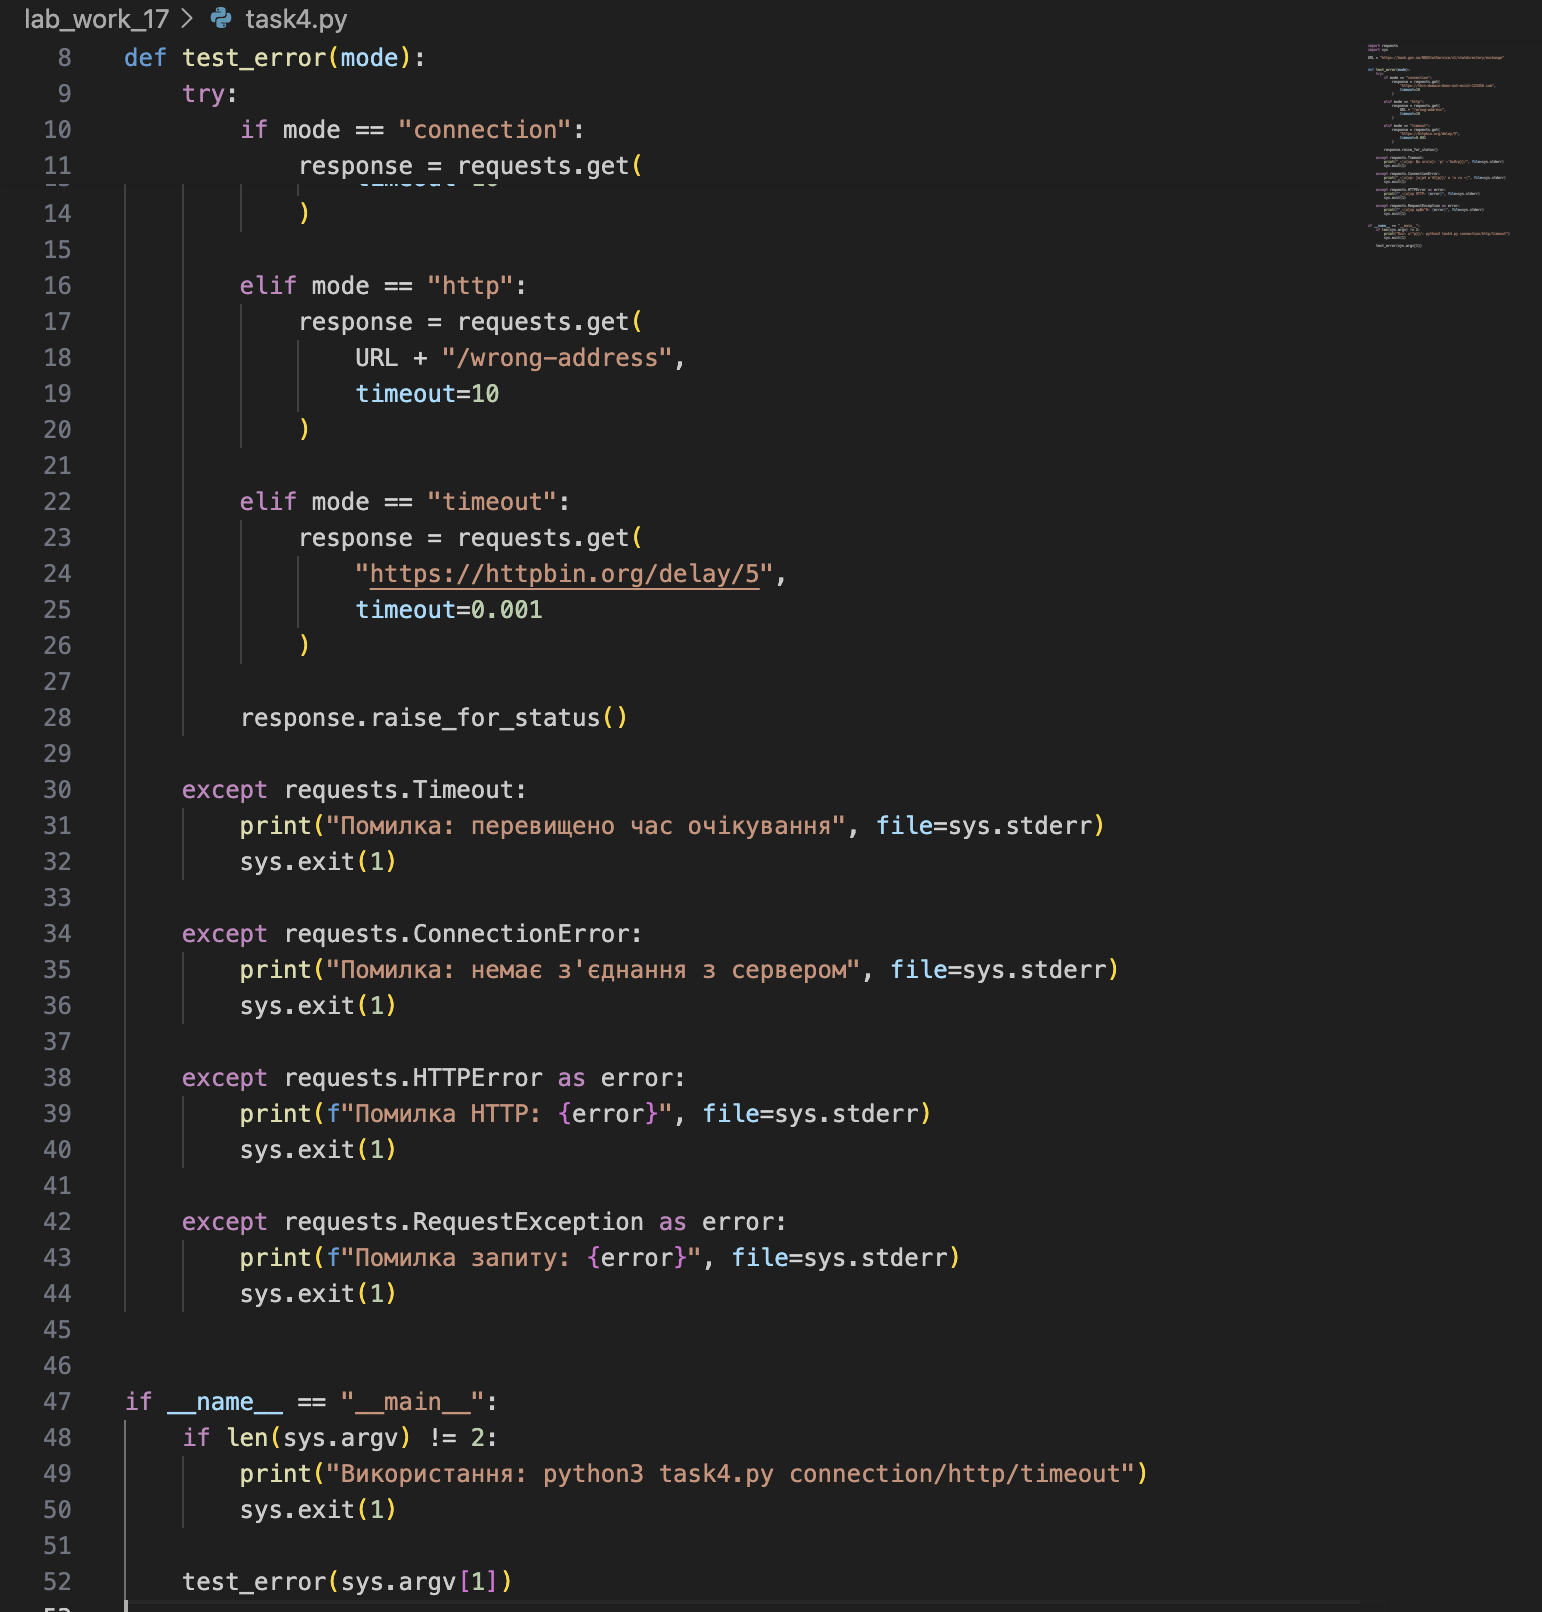 lab_work_17 > task4.py
8 def test_error(mode):
9 try:
10 if mode == "connection":
11 response = requests.get(
14 )
15
16 elif mode == "http":
17 response = requests.get(
18 URL + "/wrong-address",
19 timeout=10
20 )
21
22 elif mode == "timeout":
23 response = requests.get(
24 "https://httpbin.org/delay/5",
25 timeout=0.001
26 )
27
28 response.raise_for_status()
29
30 except requests.Timeout:
31 print("Помилка: перевищено час очікування", file=sys.stderr)
32 sys.exit(1)
33
34 except requests.ConnectionError:
35 print("Помилка: немає з'єднання з сервером", file=sys.stderr)
36 sys.exit(1)
37
38 except requests.HTTPError as error:
39 print(f"Помилка HTTP: {error}", file=sys.stderr)
40 sys.exit(1)
41
42 except requests.RequestException as error:
43 print(f"Помилка запиту: {error}", file=sys.stderr)
44 sys.exit(1)
45
46
47 if __name__ == "__main__":
48 if len(sys.argv) != 2:
49 print("Використання: python3 task4.py connection/http/timeout")
50 sys.exit(1)
51
52 test_error(sys.argv[1])